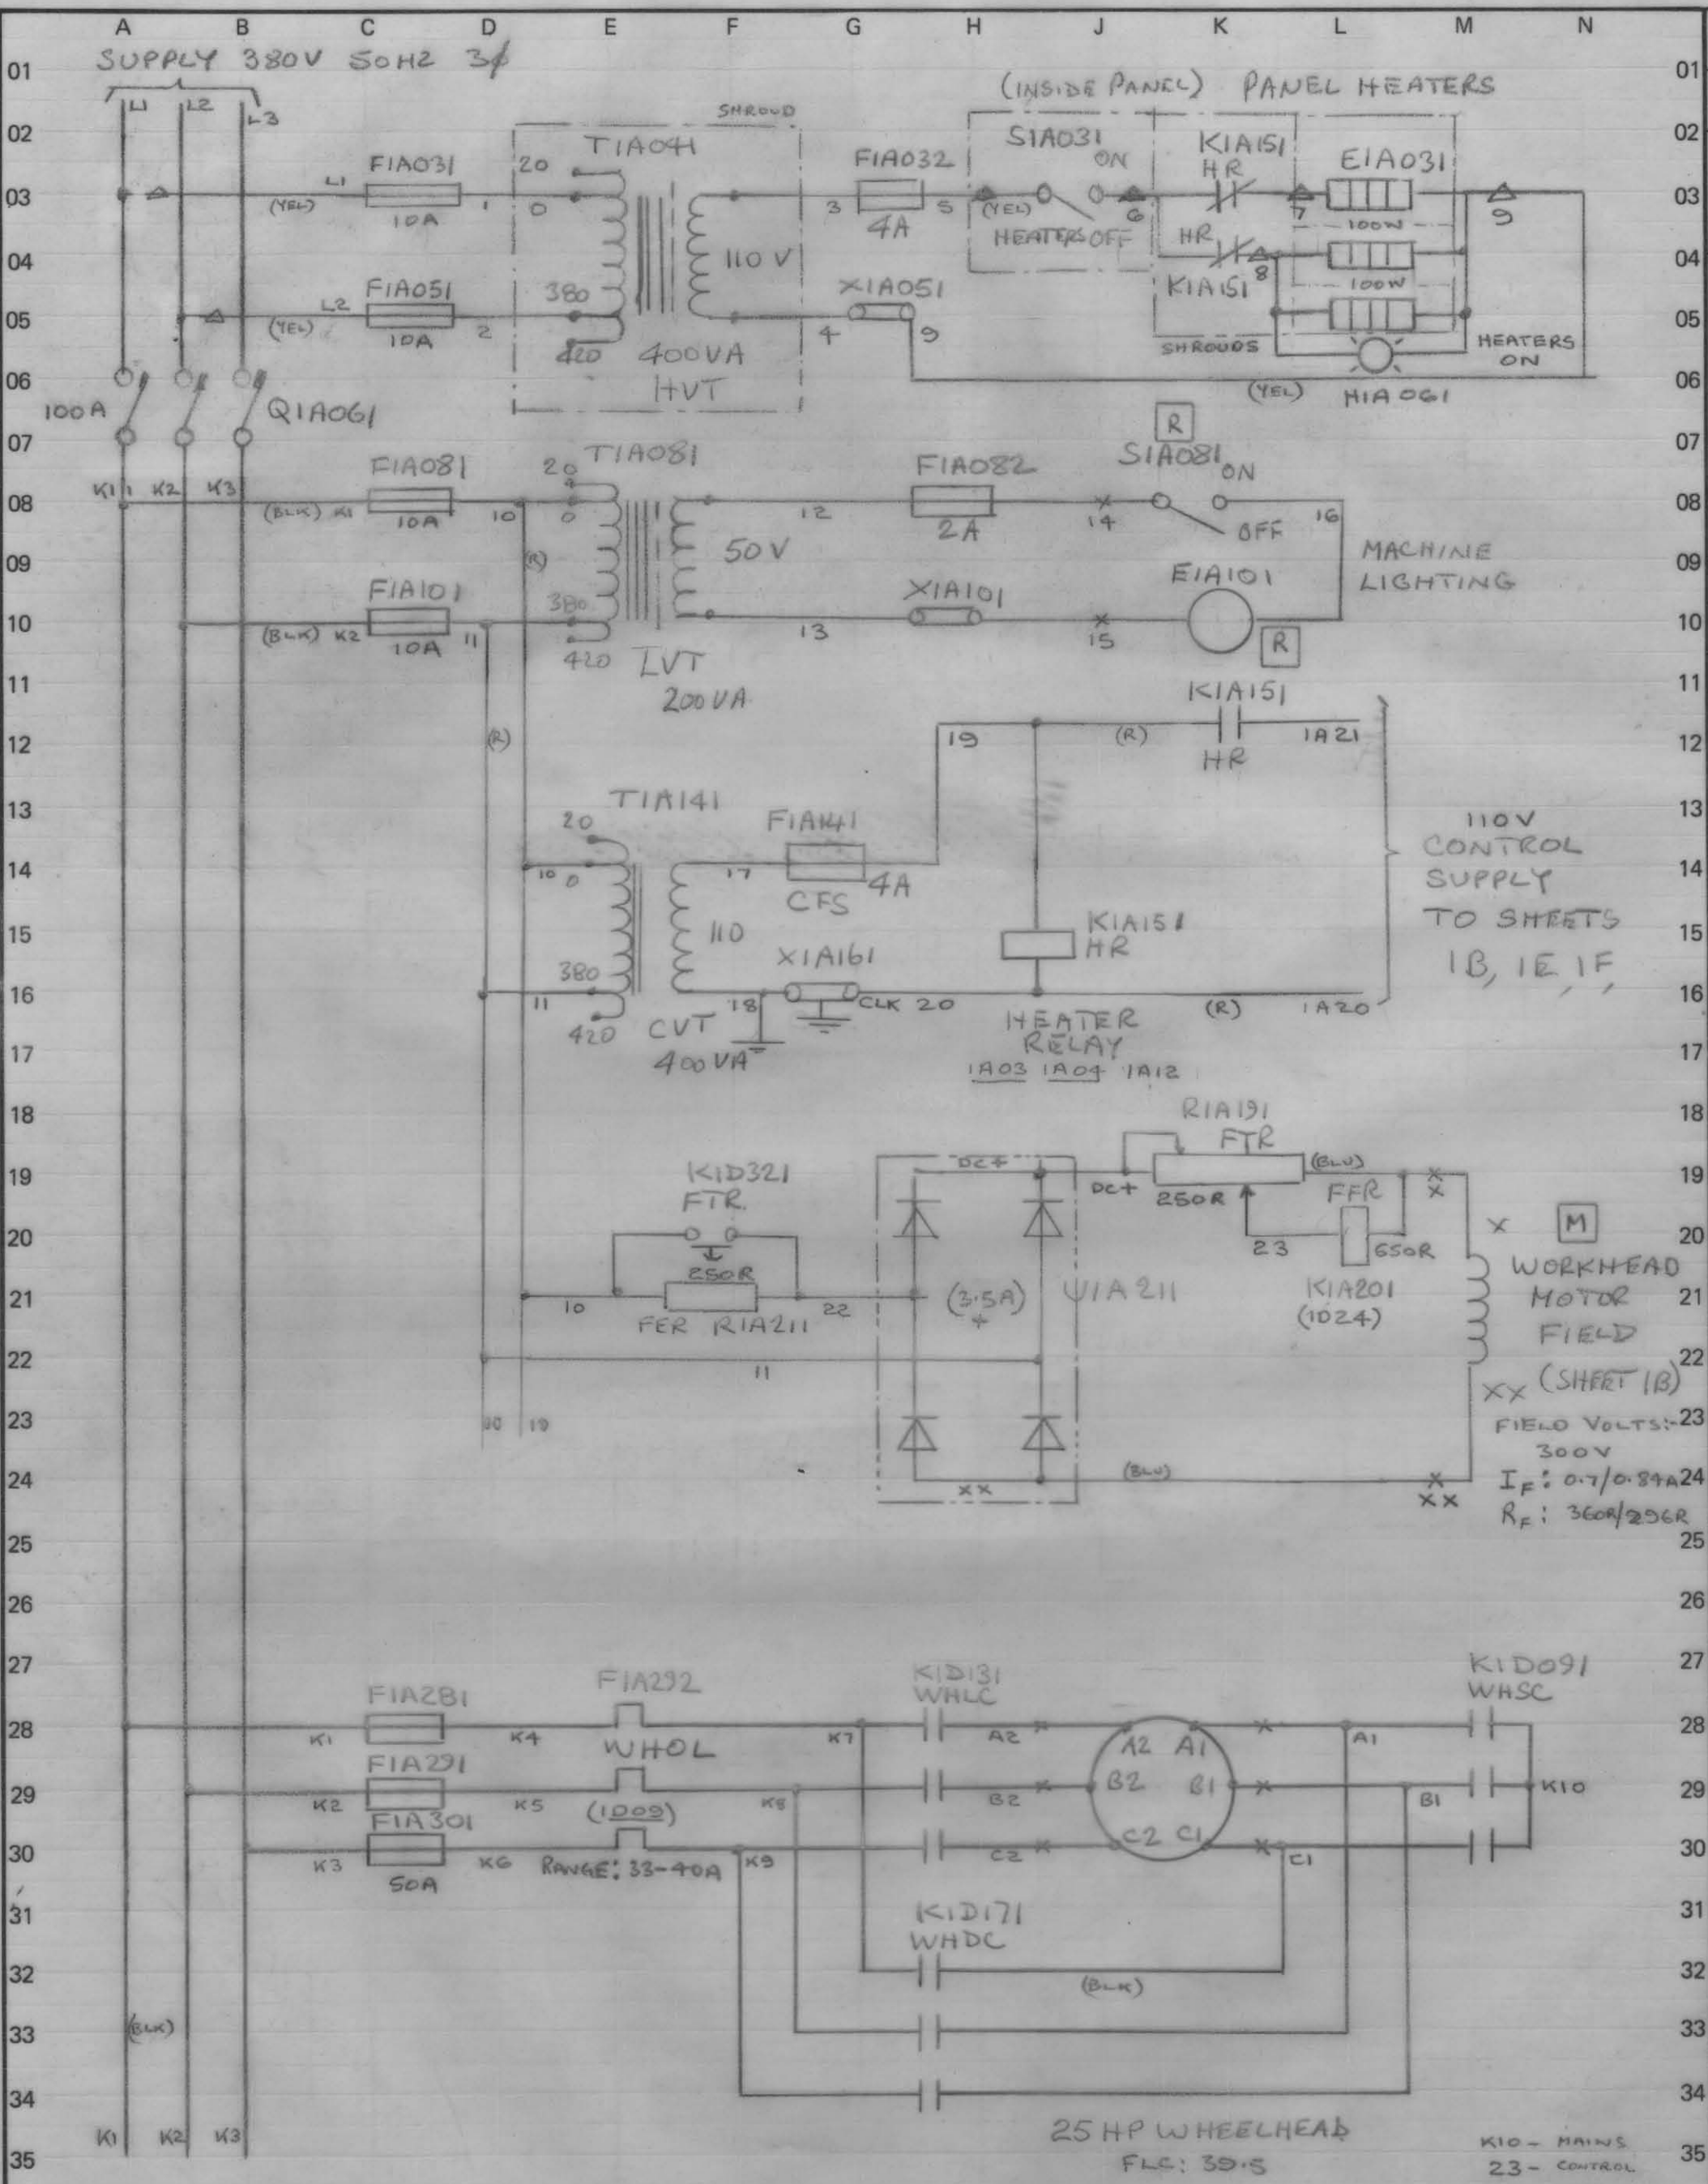 A B C D E F G H J K L M N
SUPPLY 380V 50HZ 3∮
01 01
(INSIDE PANEL) PANEL HEATERS
L1 L2 L3
SHROUD
02 02
T1A041 S1A031 K1A151
F1A031 20 F1A032 ON HR E1A031
03 L1 03
(YEL) 1 0 3 5 (YEL) 6 7 9
10A 4A HEATERS OFF HR 100W
04 110 V 04
F1A051 380 X1A051 K1A151 8 100W
L2
05 05
(YEL) 10A 2 4 9
420 400VA SHROUDS HEATERS
ON
06 06
HVT (YEL) H1A061
100A Q1A061
R
07 07
F1A081 20 T1A081 F1A082 S1A081 ON
K1 K2 K3
08 08
(BLK) K1 10A 10 0 12 2A 14 OFF 16
09 (R) 50V MACHINE 09
F1A101 X1A101 E1A101 LIGHTING
380
10 10
(BLK) K2 10A 11 13 15 R
420 LVT
11 11
200VA K1A151
12 (R) 19 (R) 1A21 12
HR
T1A141
13 20 F1A141 110V 13
CONTROL
14 10 0 17 4A SUPPLY 14
CFS TO SHEETS
15 110 K1A151 15
HR
380 X1A161 1B, 1E, 1F,
16 11 18 CLK 20 (R) 1A20 16
420 CVT HEATER
RELAY
17 400VA 17
1A03 1A04 1A12
18 R1A191 18
FTR
K1D321 DC+ (BLU)
19 19
FTR. DC+ 250R FFR X
20 X M 20
250R 23 650R
WORKHEAD
21 10 22 (3.5A) V1A211 K1A201 MOTOR 21
FER R1A211 + (1D24) FIELD
22 11 22
XX (SHEET 1B)
23 10 23
FIELD VOLTS:-
300V
24 XX (BLU) XX IF: 0.7/0.84A 24
RF: 360R/296R
25 25
26 26
27 27
F1A281 F1A292 K1D131 K1D091
WHLC WHSC
28 28
K1 K4 WHOL K7 A2 A2 A1 A1
F1A291
29 B2 B1 K10 29
K2 K5 (1D09) K8 B2 B1
F1A301
30 C2 C1 30
K3 K6 RANGE: 33-40A K9 C2 C1
50A
31 31
K1D171
WHDC
32 32
(BLK)
33 (BLK) 33
34 34
K1 K2 K3 25 HP WHEELHEAD K10 - MAINS
35 35
FLC: 39.5 23 - CONTROL